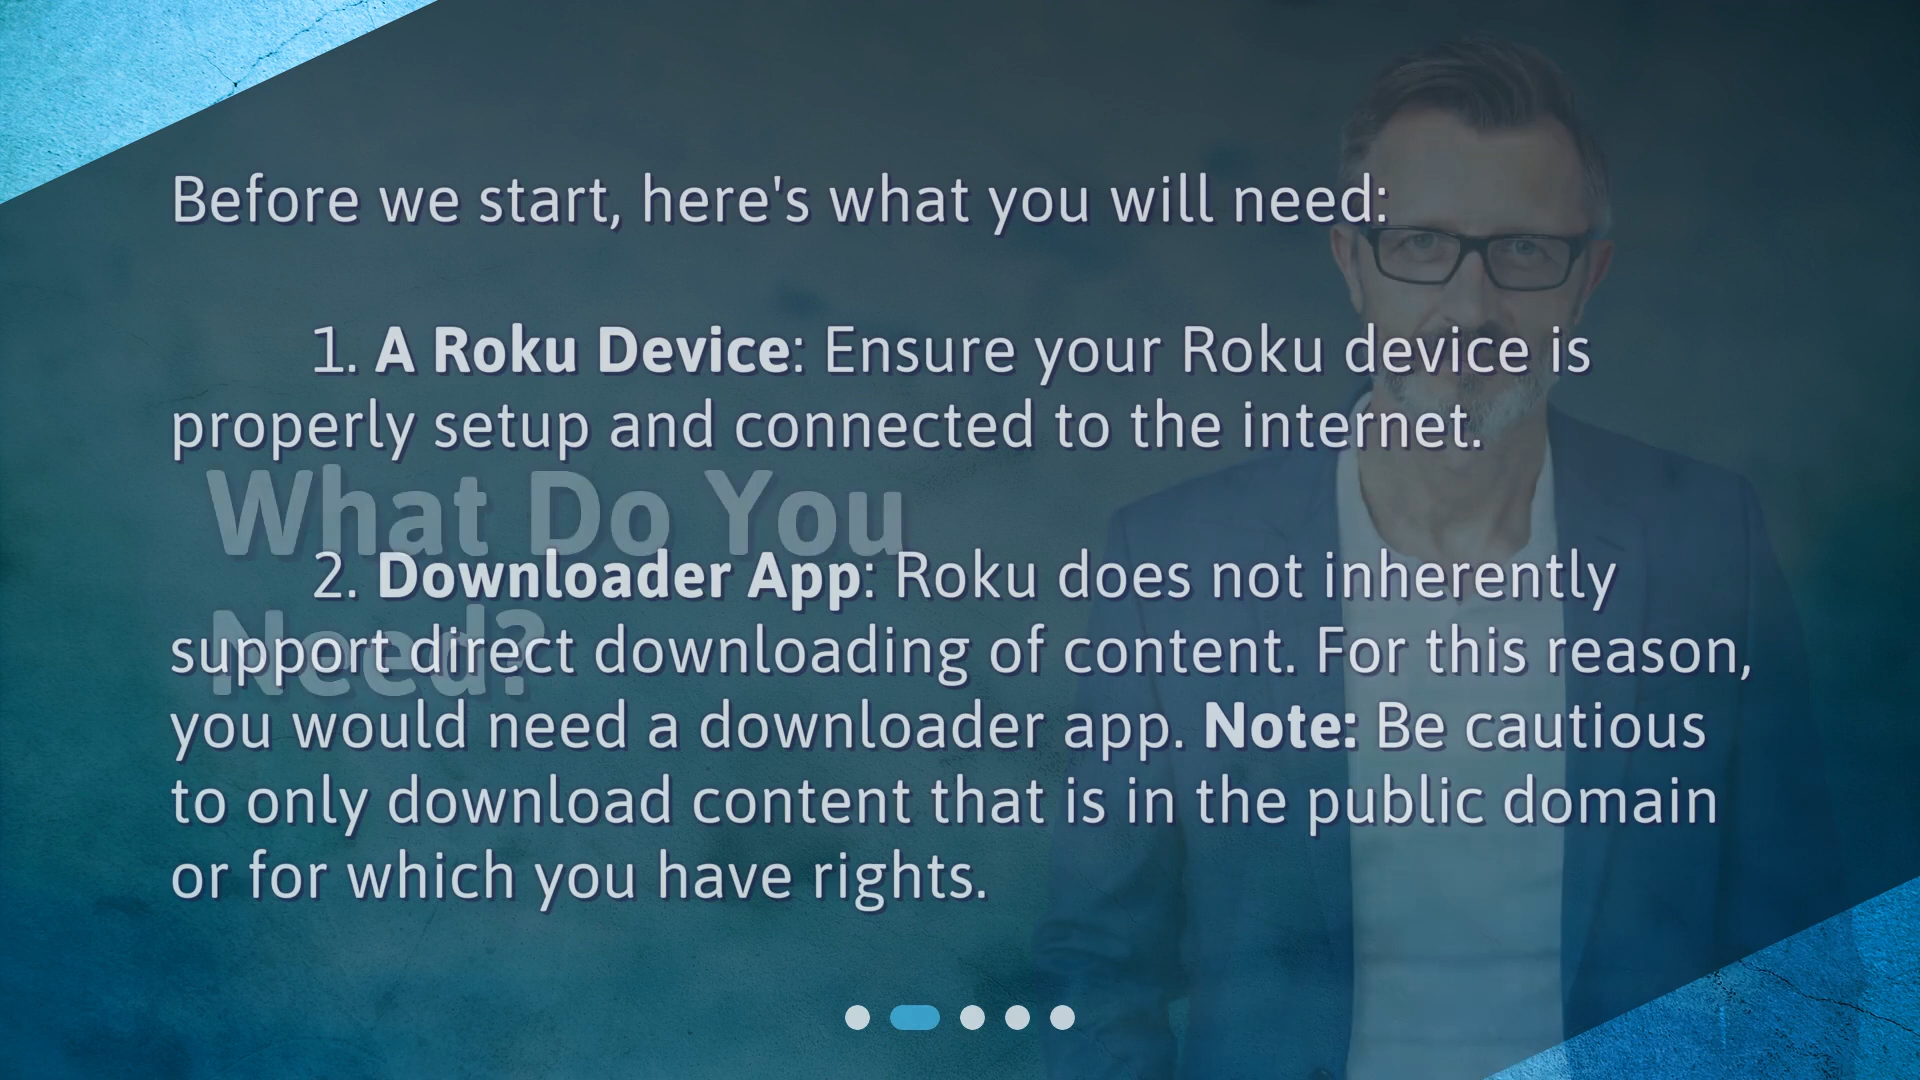 Before we start, here's what you will need:
1. A Roku Device: Ensure your Roku device is
properly setup and connected to the internet.
What Do You
Need?
2. Downloader App: Roku does not inherently
support direct downloading of content. For this reason,
you would need a downloader app. Note: Be cautious
to only download content that is in the public domain
or for which you have rights.